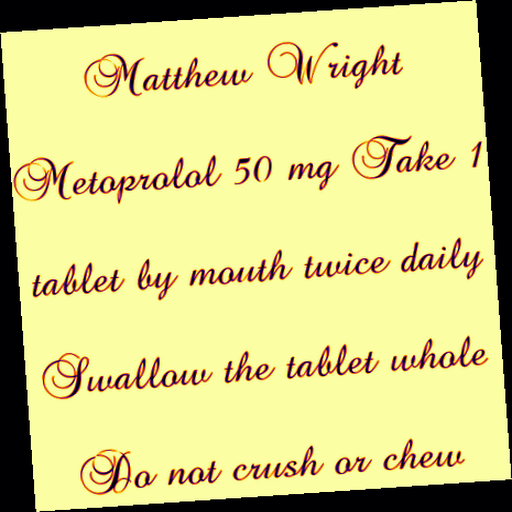 Matthew Wright
Metoprolol 50 mg Take 1
tablet by mouth twice daily
Swallow the tablet whole
Do not crush or chew